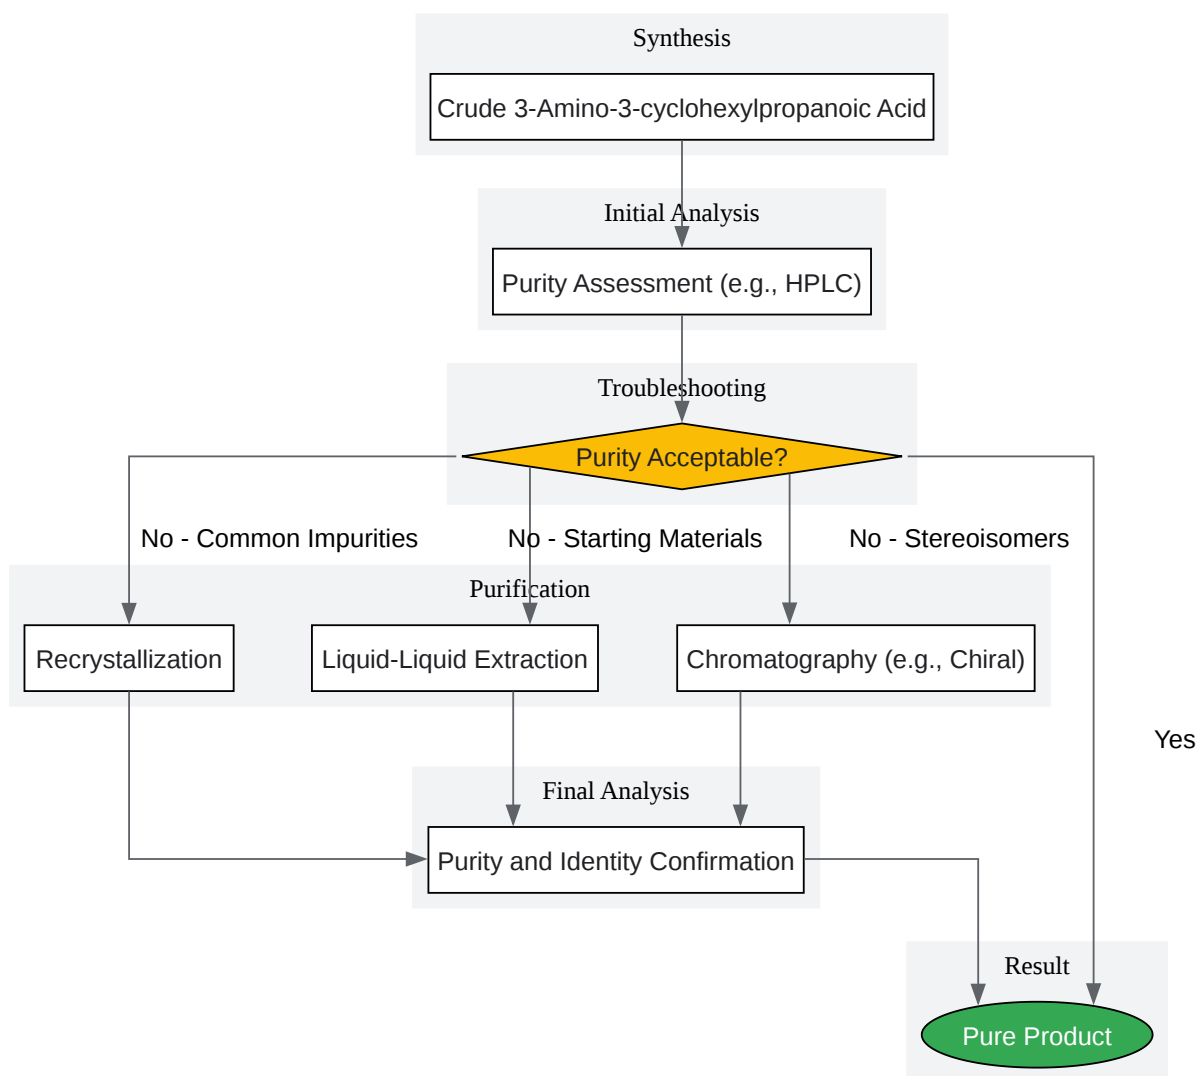 Synthesis
Crude 3-Amino-3-cyclohexylpropanoic Acid
Initial Analysis
Purity Assessment (e.g., HPLC)
Troubleshooting
Purity Acceptable?
No - Common Impurities
No - Starting Materials
No - Stereoisomers
Purification
Recrystallization
Liquid-Liquid Extraction
Chromatography (e.g., Chiral)
Yes
Final Analysis
Purity and Identity Confirmation
Result
Pure Product